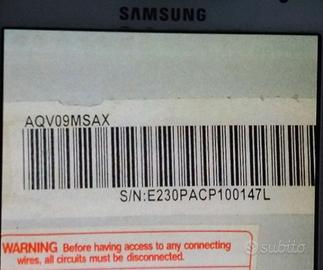 SAMSUNG
AQV09MSAX
S/N:E230PACP100147L
WARNING Before having access to any connecting
wires, all circuits must be disconnected.
subito